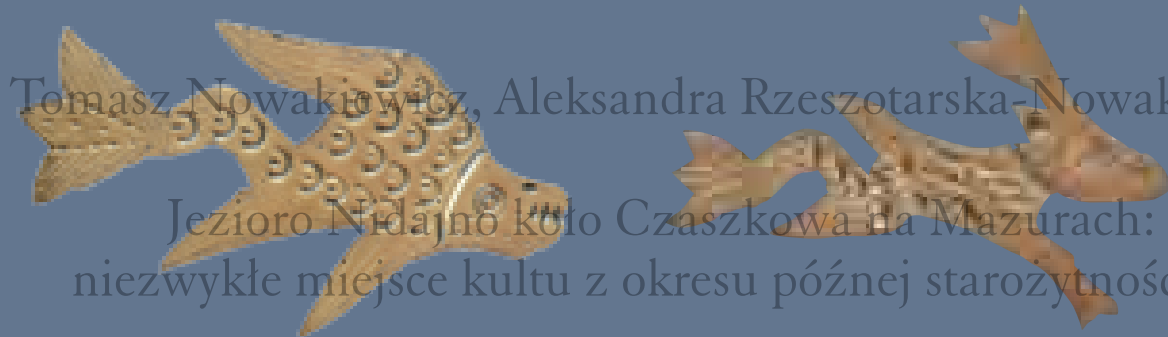 Tomasz Nowakiewicz, Aleksandra Rzeszotarska-Nowak
Jezioro Nidajno koło Czaszkowa na Mazurach:
niezwykłe miejsce kultu z okresu późnej starożytnośc